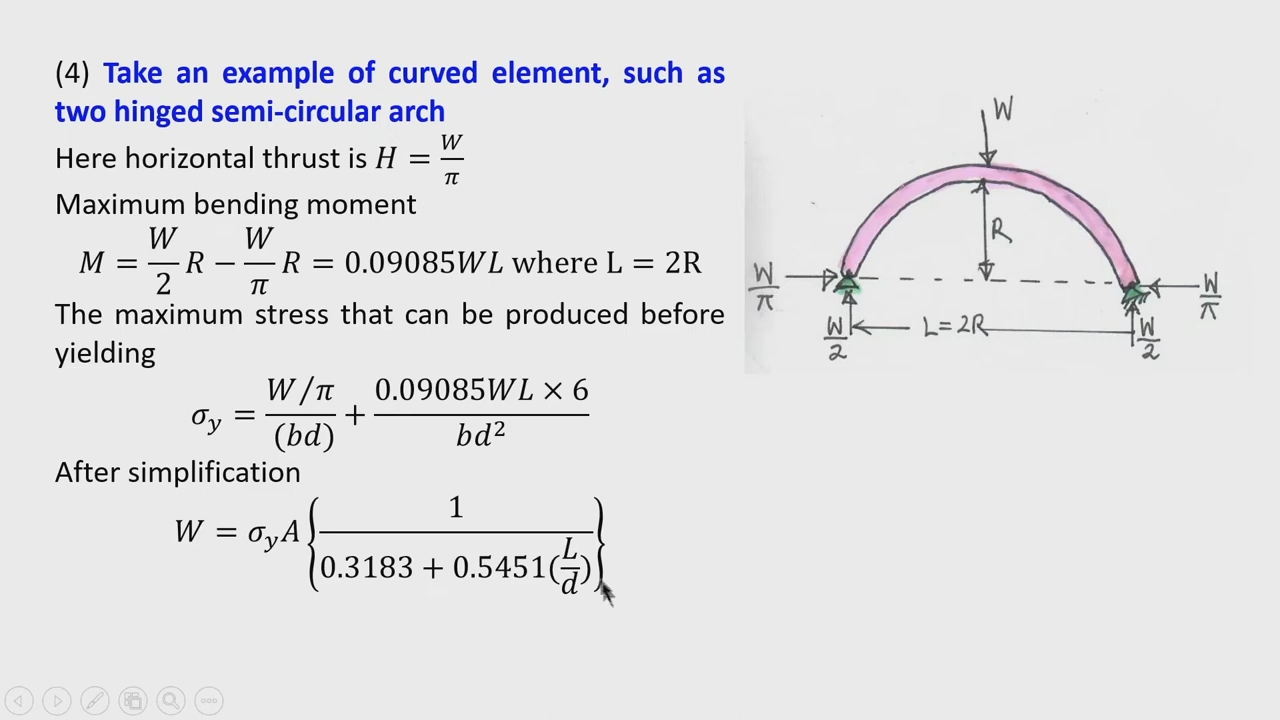 (4) Take an example of curved element, such as
two hinged semi-circular arch
Here horizontal thrust is H = W/π
Maximum bending moment
M = W/2 R − W/π R = 0.09085WL where L = 2R
The maximum stress that can be produced before
yielding
σy = (W/π)/(bd) + (0.09085WL × 6)/bd²
After simplification
W = σyA{1/(0.3183 + 0.5451(L/d))}
W
R
W/π
W/π
W/2
L=2R
W/2